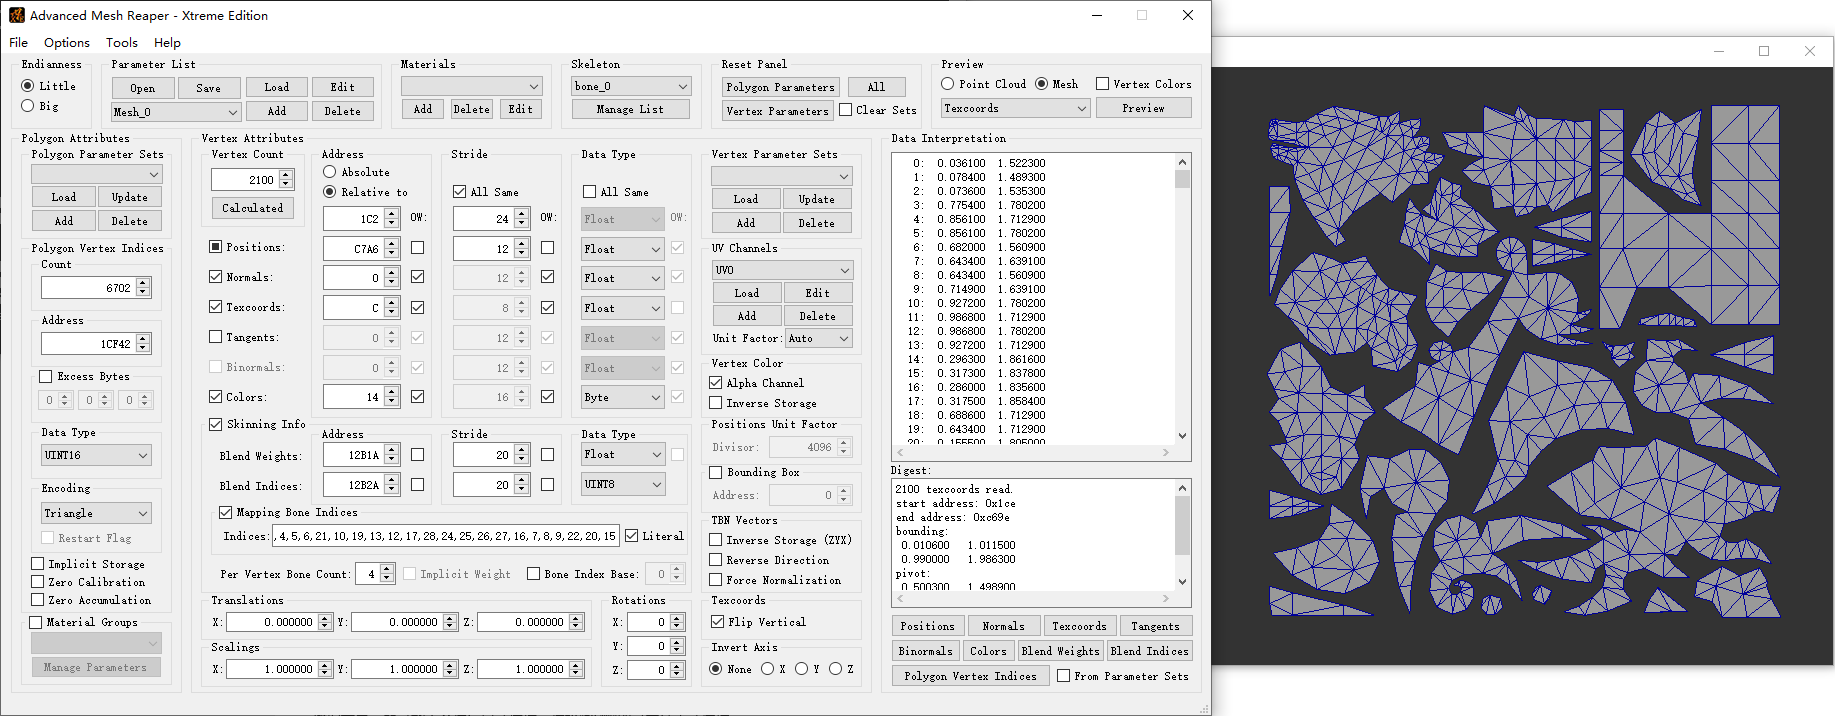 Advanced Mesh Reaper - Xtreme Edition
File Options Tools Help
Endianness
Little
Big
Parameter List
Open Save Load Edit
Mesh_0 Add Delete
Materials
Add Delete Edit
Skeleton
bone_0
Manage List
Reset Panel
Polygon Parameters All
Vertex Parameters Clear Sets
Preview
Point Cloud Mesh Vertex Colors
Texcoords Preview
Polygon Attributes
Polygon Parameter Sets
Load Update
Add Delete
Polygon Vertex Indices
Count
6702
Address
1CF42
Excess Bytes
0 0 0
Data Type
UINT16
Encoding
Triangle
Restart Flag
Implicit Storage
Zero Calibration
Zero Accumulation
Material Groups
Manage Parameters
Vertex Attributes
Vertex Count
2100
Calculated
Address
Absolute
Relative to
1C2 OW:
Stride
All Same
24 OW:
Data Type
All Same
Float OW:
Positions: C7A6 12 Float
Normals: 0 12 Float
Texcoords: C 8 Float
Tangents: 0 12 Float
Binormals: 0 12 Float
Colors: 14 16 Byte
Skinning Info
Address Stride Data Type
Blend Weights: 12B1A 20 Float
Blend Indices: 12B2A 20 UINT8
Mapping Bone Indices
Indices: , 4, 5, 6, 21, 10, 19, 13, 12, 17, 28, 24, 25, 26, 27, 16, 7, 8, 9, 22, 20, 15 Literal
Per Vertex Bone Count: 4 Implicit Weight Bone Index Base: 0
Translations
X: 0.000000 Y: 0.000000 Z: 0.000000
Scalings
X: 1.000000 Y: 1.000000 Z: 1.000000
Rotations
X: 0
Y: 0
Z: 0
Vertex Parameter Sets
Load Update
Add Delete
UV Channels
UV0
Load Edit
Add Delete
Unit Factor: Auto
Vertex Color
Alpha Channel
Inverse Storage
Positions Unit Factor
Divisor: 4096
Bounding Box
Address: 0
TBN Vectors
Inverse Storage (ZYX)
Reverse Direction
Force Normalization
Texcoords
Flip Vertical
Invert Axis
None X Y Z
Data Interpretation
0: 0.036100 1.522300
1: 0.078400 1.489300
2: 0.073600 1.535300
3: 0.775400 1.780200
4: 0.856100 1.712900
5: 0.856100 1.780200
6: 0.682000 1.560900
7: 0.643400 1.639100
8: 0.643400 1.560900
9: 0.714900 1.639100
10: 0.927200 1.780200
11: 0.986800 1.712900
12: 0.986800 1.780200
13: 0.927200 1.712900
14: 0.296300 1.861600
15: 0.317300 1.837800
16: 0.286000 1.835600
17: 0.317500 1.858400
18: 0.688600 1.712900
19: 0.643400 1.712900
20: 0.155500 1.805000
Digest:
2100 texcoords read.
start address: 0x1ce
end address: 0xc69e
bounding:
0.010600 1.011500
0.990000 1.986300
pivot:
0.500300 1.498900
Positions Normals Texcoords Tangents
Binormals Colors Blend Weights Blend Indices
Polygon Vertex Indices From Parameter Sets